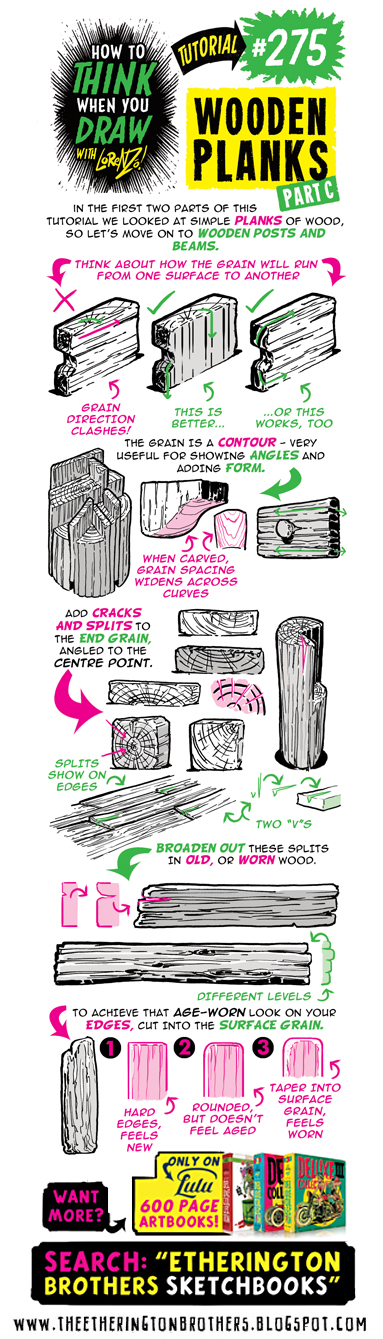 HOW TO
THINK
WHEN YOU
DRAW
WITH LORENZO!
TUTORIAL
#275
WOODEN
PLANKS
PART C
IN THE FIRST TWO PARTS OF THIS
TUTORIAL WE LOOKED AT SIMPLE PLANKS OF WOOD,
SO LET'S MOVE ON TO WOODEN POSTS AND
BEAMS.
THINK ABOUT HOW THE GRAIN WILL RUN
FROM ONE SURFACE TO ANOTHER
GRAIN
DIRECTION
CLASHES!
THIS IS
BETTER...
...OR THIS
WORKS, TOO
THE GRAIN IS A CONTOUR - VERY
USEFUL FOR SHOWING ANGLES AND
ADDING FORM.
WHEN CARVED,
GRAIN SPACING
WIDENS ACROSS
CURVES
ADD CRACKS
AND SPLITS TO
THE END GRAIN,
ANGLED TO THE
CENTRE POINT.
SPLITS
SHOW ON
EDGES
TWO "V"S
BROADEN OUT THESE SPLITS
IN OLD, OR WORN WOOD.
DIFFERENT LEVELS
TO ACHIEVE THAT AGE-WORN LOOK ON YOUR
EDGES, CUT INTO THE SURFACE GRAIN.
1
2
3
HARD
EDGES,
FEELS
NEW
ROUNDED,
BUT DOESN'T
FEEL AGED
TAPER INTO
SURFACE
GRAIN,
FEELS
WORN
WANT
MORE?
ONLY ON
Lulu
600 PAGE
ARTBOOKS!
SEARCH: "ETHERINGTON
BROTHERS SKETCHBOOKS"
WWW.THEETHERINGTONBROTHERS.BLOGSPOT.COM